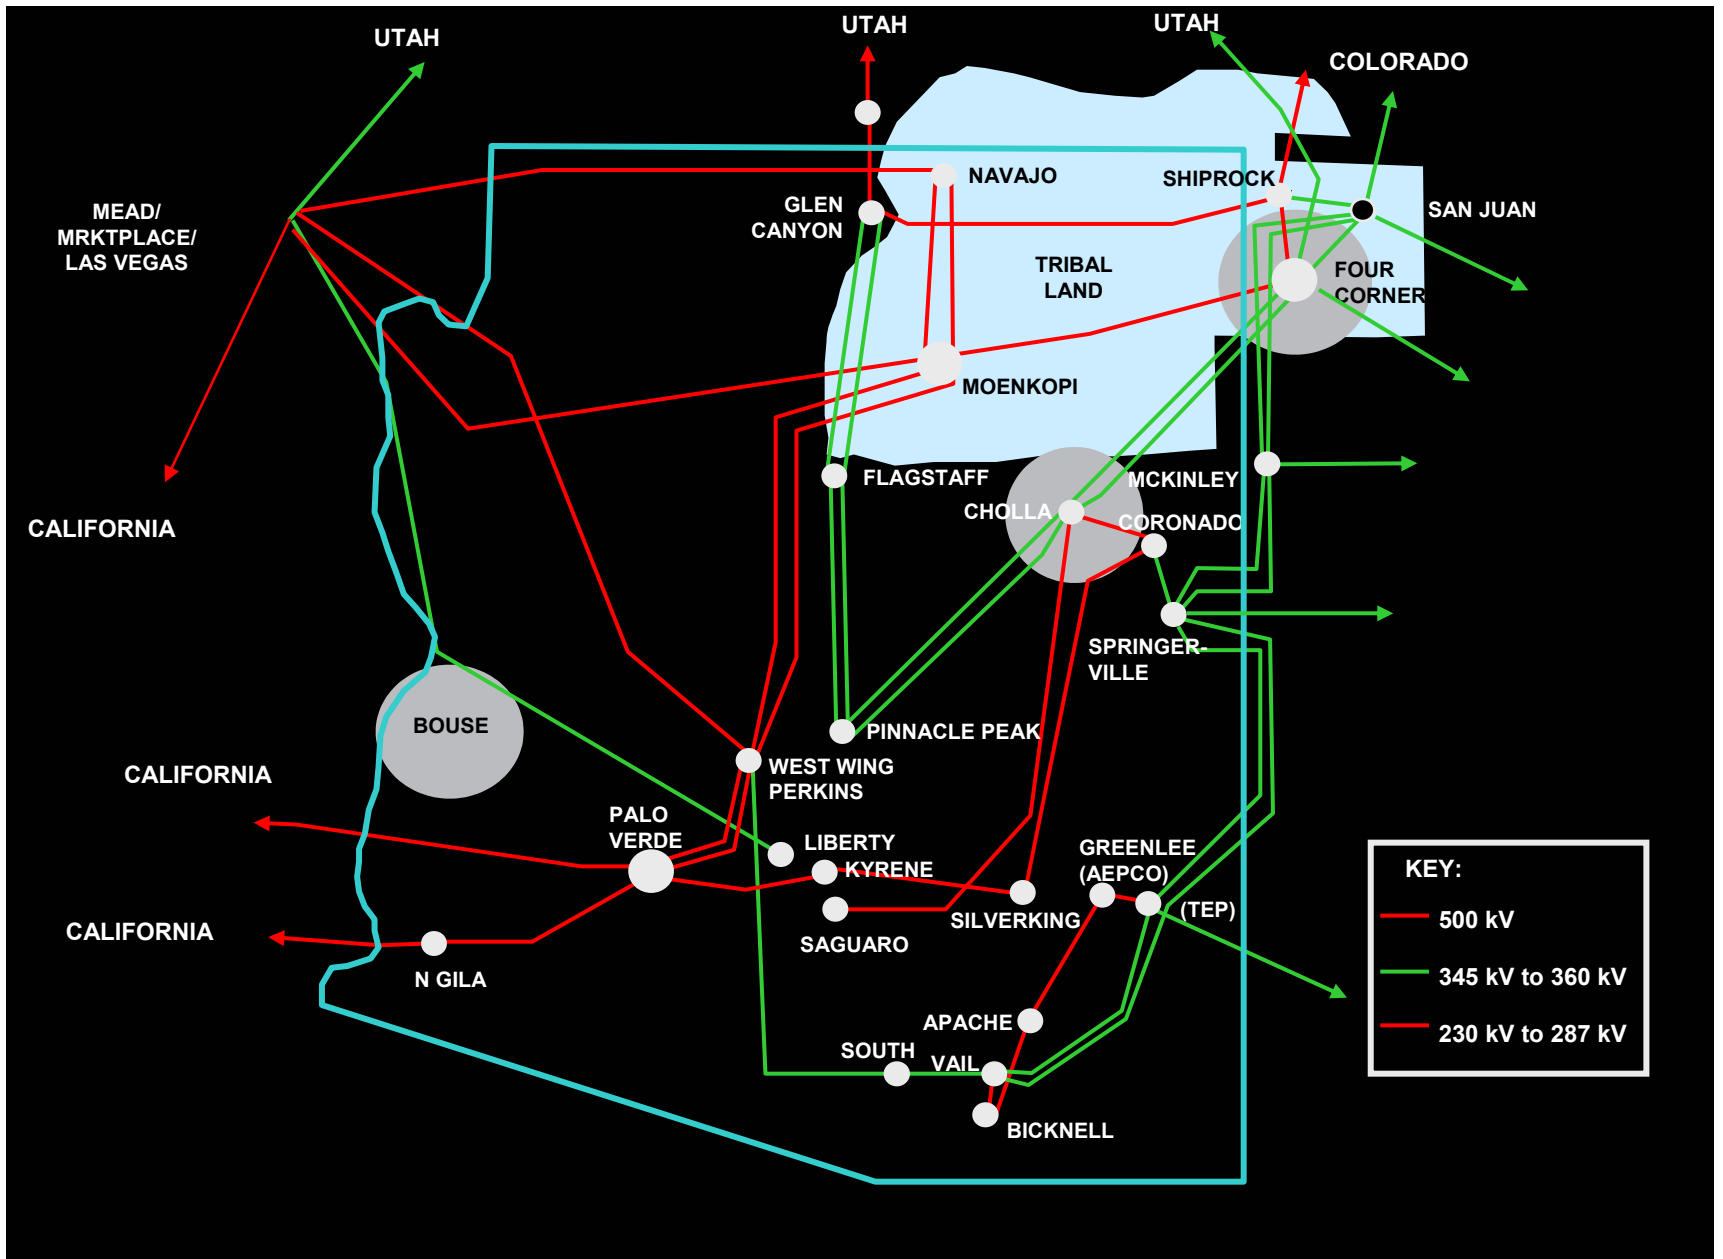 UTAH
UTAH
UTAH
COLORADO
NAVAJO
SHIPROCK
MEAD/
MRKTPLACE/
LAS VEGAS
GLEN
CANYON
SAN JUAN
TRIBAL
LAND
FOUR
CORNER
MOENKOPI
FLAGSTAFF
MCKINLEY
CHOLLA
CORONADO
CALIFORNIA
SPRINGER-
VILLE
BOUSE
PINNACLE PEAK
CALIFORNIA
WEST WING
PERKINS
PALO
VERDE
LIBERTY
KYRENE
GREENLEE
(AEPCO)
(TEP)
CALIFORNIA
SAGUARO
SILVERKING
N GILA
APACHE
SOUTH
VAIL
BICKNELL
KEY:
500 kV
345 kV to 360 kV
230 kV to 287 kV